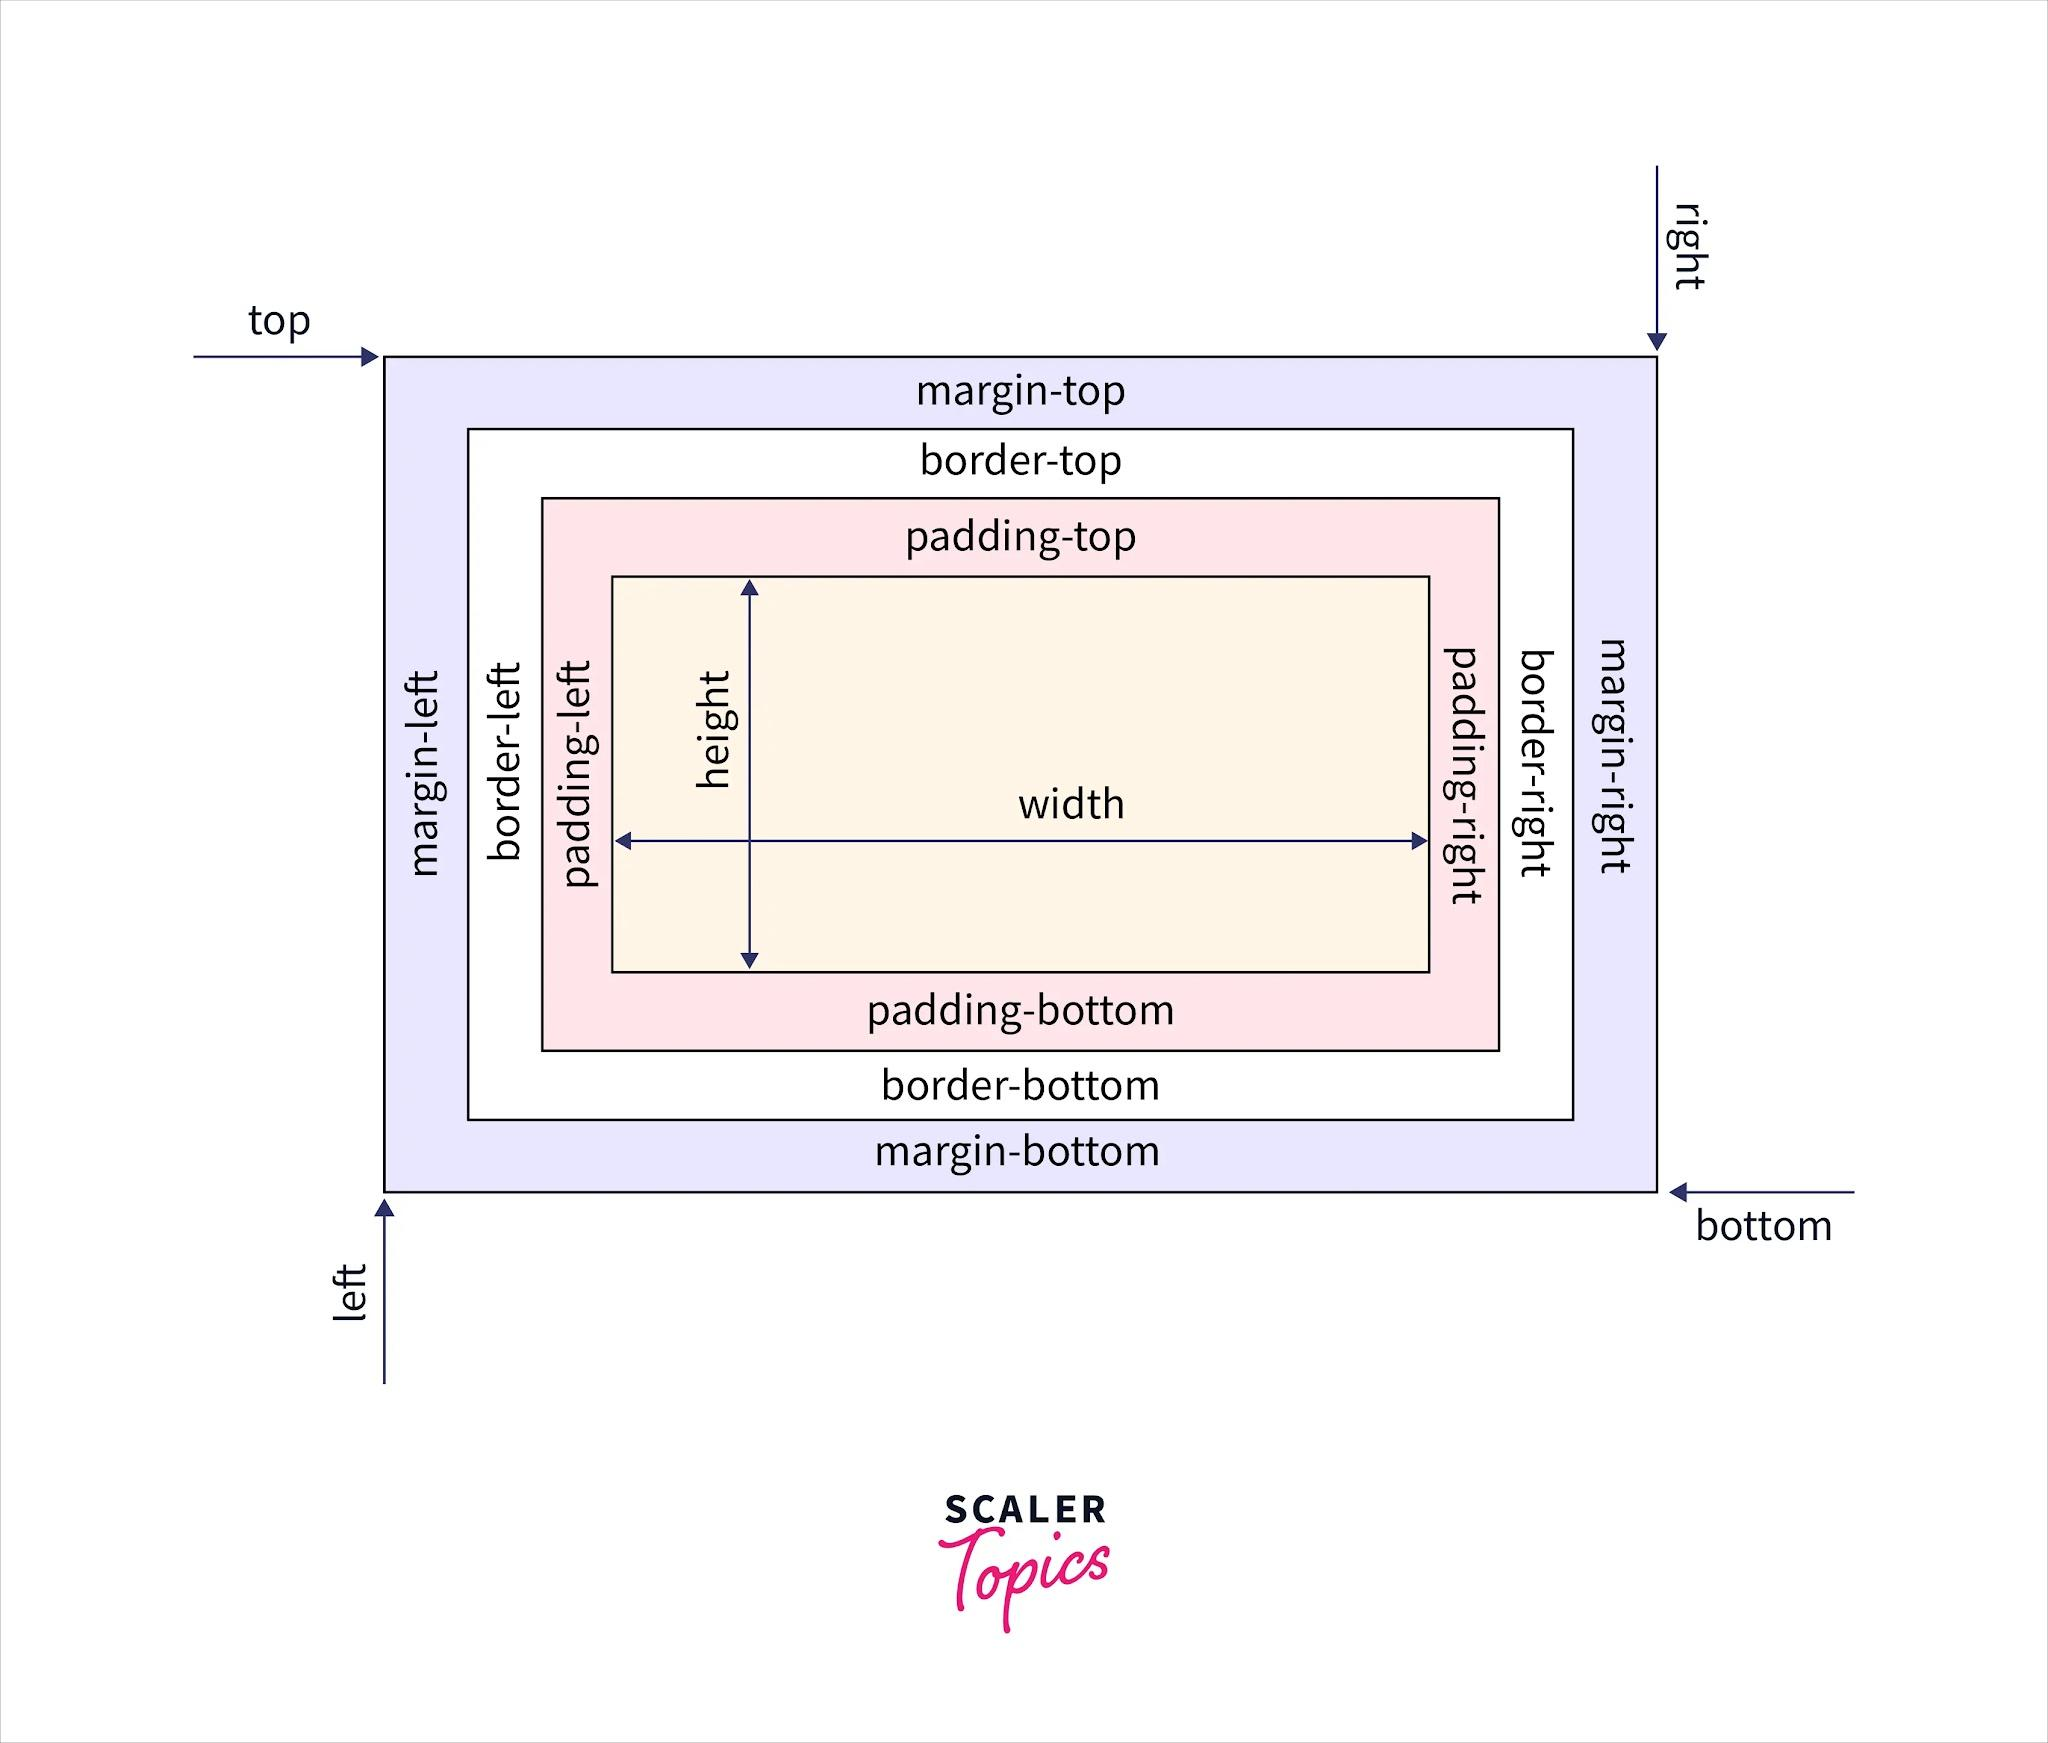 right
top
margin-top
border-top
padding-top
margin-left
border-left
padding-left
height
width
padding-right
border-right
margin-right
padding-bottom
border-bottom
margin-bottom
bottom
left
SCALER
Topics